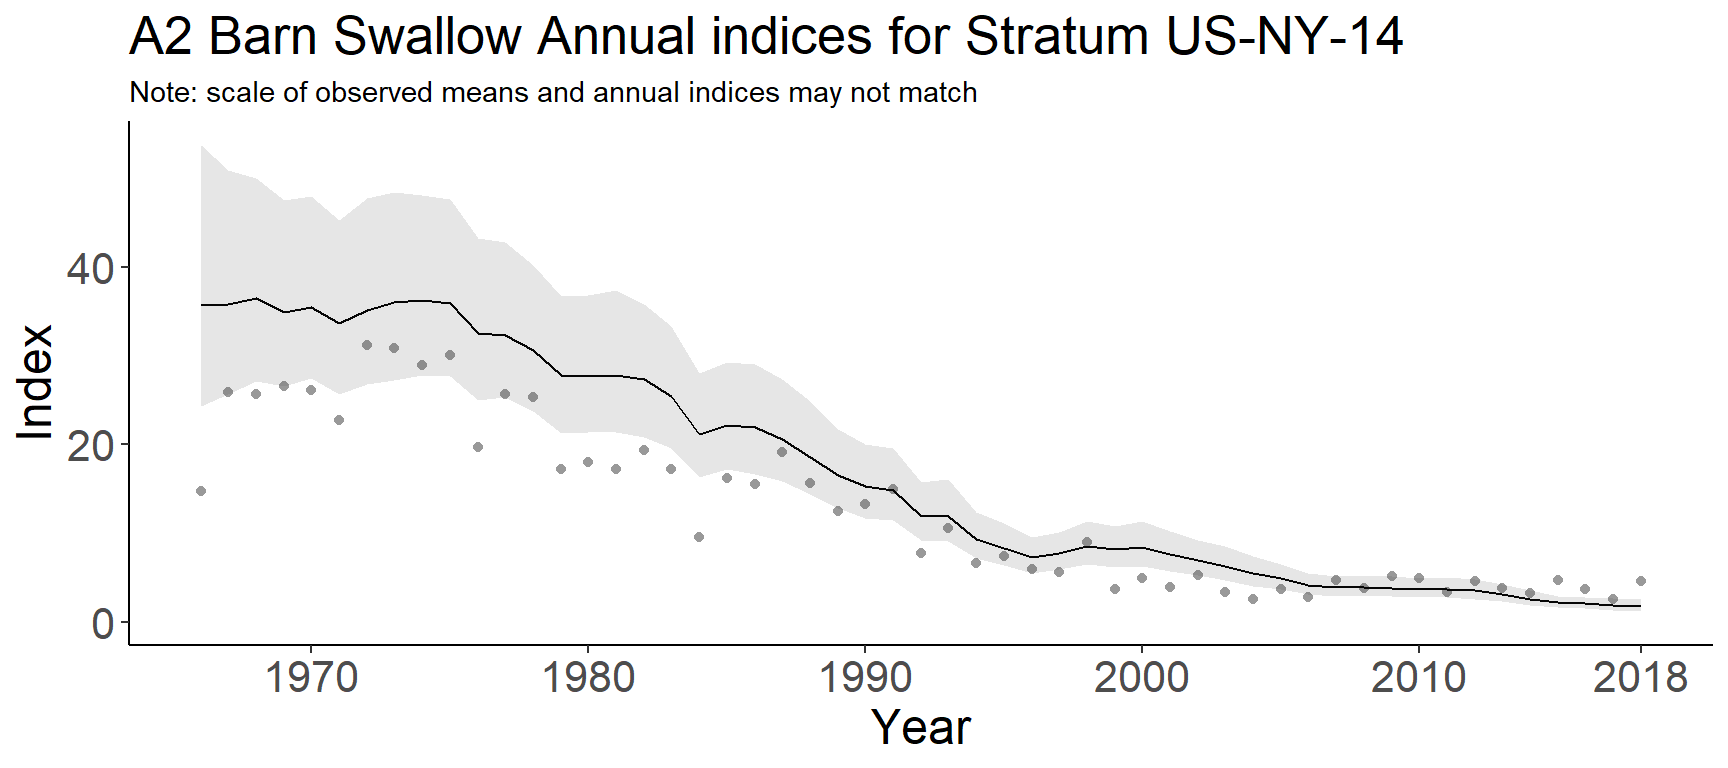 A2 Barn Swallow Annual indices for Stratum US-NY-14
Note: scale of observed means and annual indices may not match
Index
40
20
0
1970 1980 1990 2000 2010 2018
Year